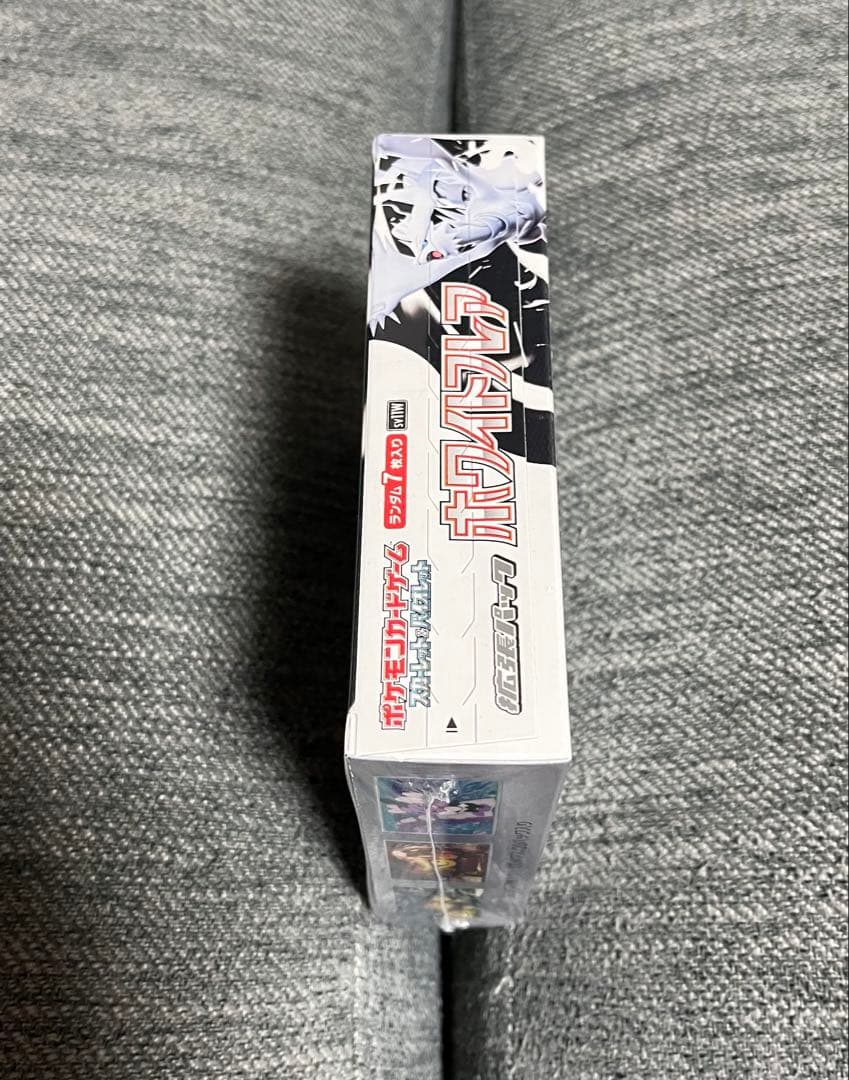 ポケモンカードゲーム
スカーレット&バイオレット
ランダム7枚入り
SV11W
拡張パック
ホワイトフレア